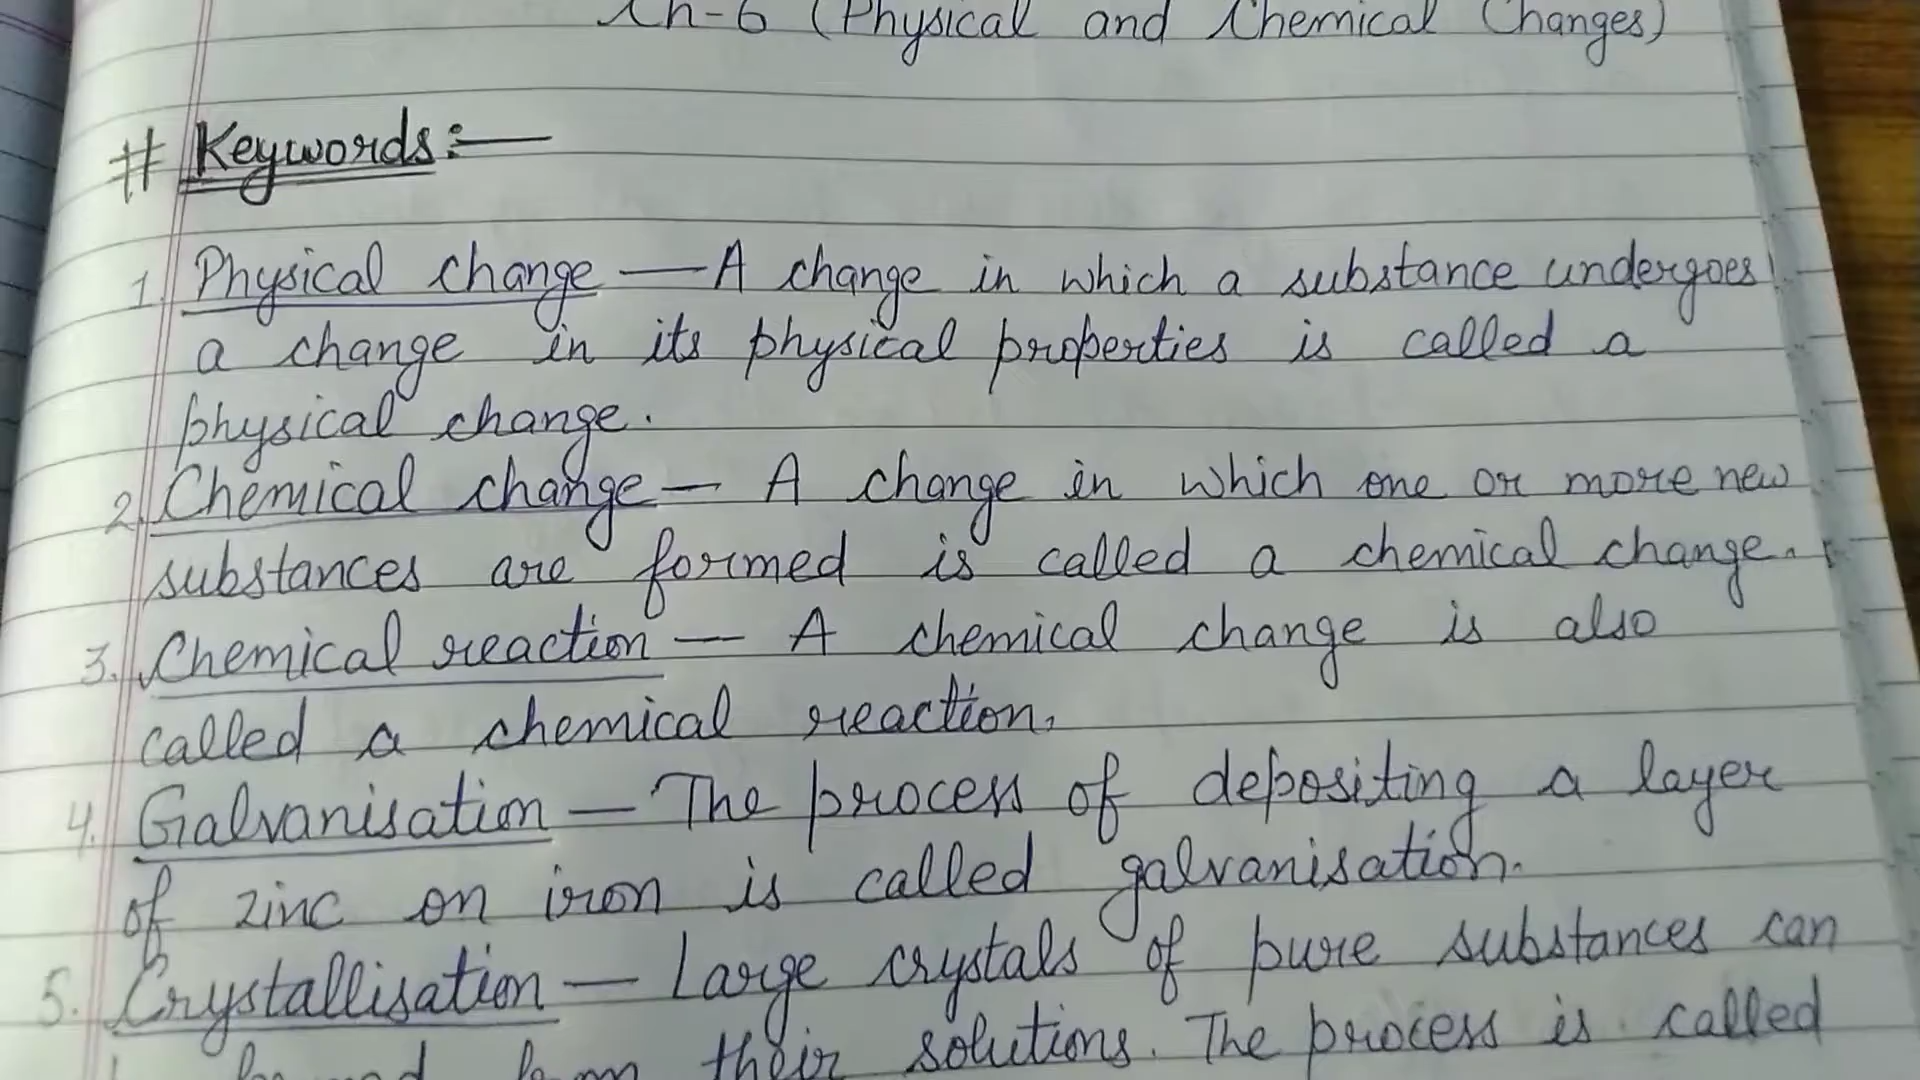 Ch-6 (Physical and Chemical Changes)
# Keywords:—
1. Physical change — A change in which a substance undergoes
a change in its physical properties is called a
physical change.
2. Chemical change — A change in which one or more new
substances are formed is called a chemical change.
3. Chemical reaction — A chemical change is also
called a chemical reaction.
4. Galvanisation — The process of depositing a layer
of zinc on iron is called galvanisation.
5. Crystallisation — Large crystals of pure substances can
their solutions. The process is called